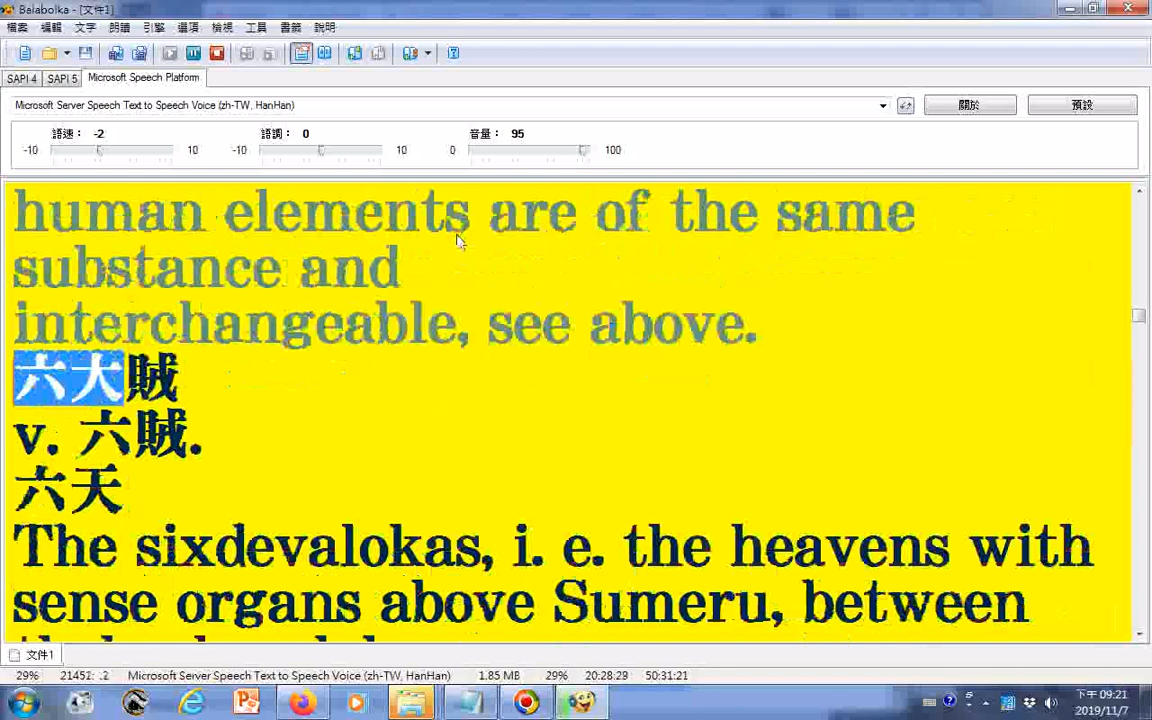 Balabolka - [文件1]
檔案 編輯 文字 朗讀 引擎 選項 檢視 工具 書籤 說明
SAPI 4 SAPI 5 Microsoft Speech Platform
Microsoft Server Speech Text to Speech Voice (zh-TW, HanHan) 關於 預設
語速： -2 語調： 0 音量： 95
-10 10 -10 10 0 100
human elements are of the same
substance and
interchangeable, see above.
六大賊
v. 六賊.
六天
The sixdevalokas, i. e. the heavens with
sense organs above Sumeru, between
文件1
29% Microsoft Server Speech Text to Speech Voice (zh-TW, HanHan) 1.85 MB 29% 20:28:29 50:31:21
下午 09:21
2019/11/7